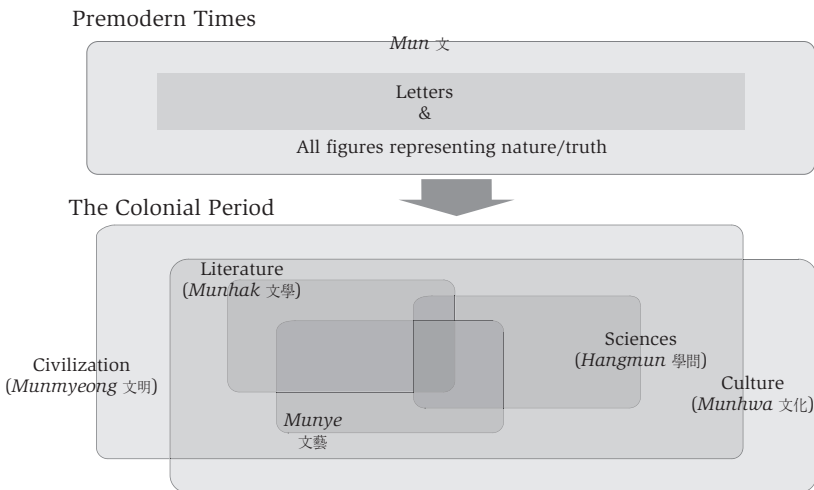 Premodern Times
Mun 文
Letters
&
All figures representing nature/truth
The Colonial Period
Literature
(Munhak 文學)
Sciences
(Hangmun 學問)
Civilization
(Munmyeong 文明)
Culture
(Munhwa 文化)
Munye
文藝